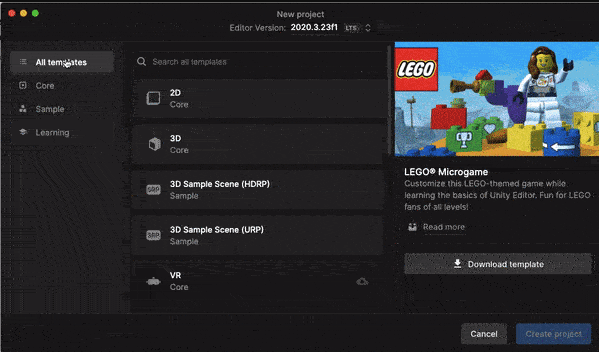 New project
Editor Version: 2020.3.23f1 LTS
All templates
Core
Sample
Learning
Search all templates
2D
Core
3D
Core
SRP
3D Sample Scene (HDRP)
Sample
SRP
3D Sample Scene (URP)
Sample
VR
Core
LEGO
LEGO® Microgame
Customize this LEGO-themed game while
learning the basics of Unity Editor. Fun for LEGO
fans of all levels!
Read more
Download template
Cancel
Create project